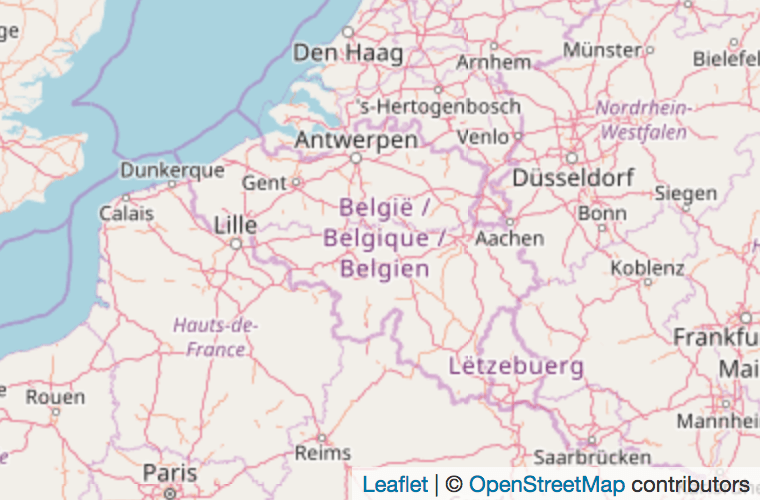 ge
Den Haag
Arnhem
Münster
Bielefel
's-Hertogenbosch
Nordrhein-
Westfalen
Antwerpen
Venlo
Dunkerque
Gent
Düsseldorf
Siegen
Calais
Lille
België /
Belgique /
Belgien
Aachen
Bonn
Koblenz
Hauts-de-
France
Frankfu
Lëtzebuerg
Mai
e
Rouen
Mannhei
Reims
Saarbrücken
e
Paris
Leaflet | © OpenStreetMap contributors